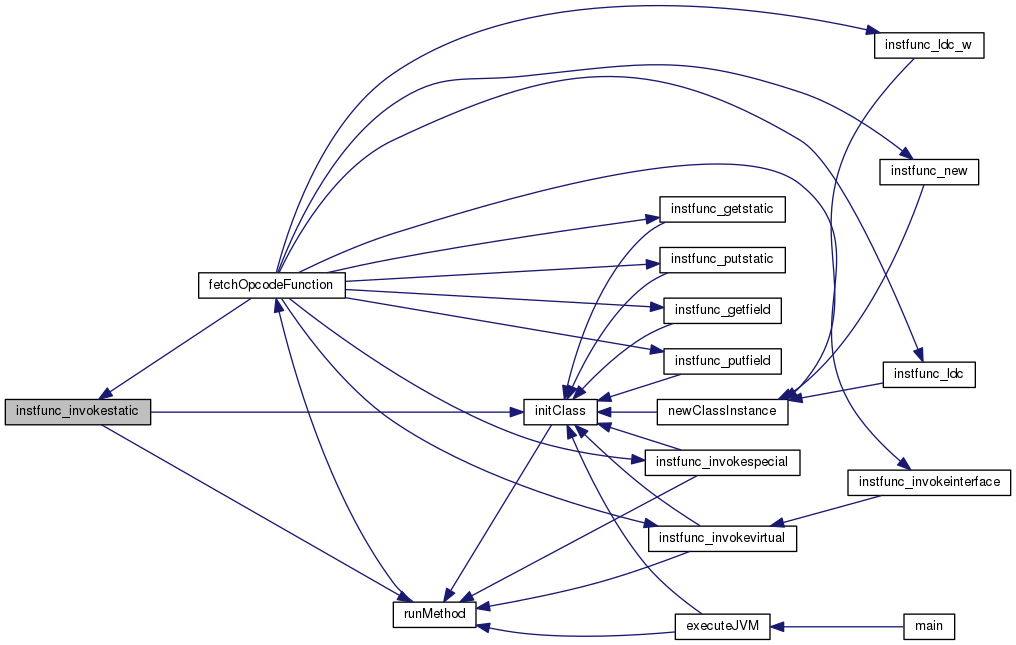 instfunc_ldc_w
instfunc_new
instfunc_getstatic
instfunc_putstatic
fetchOpcodeFunction
instfunc_getfield
instfunc_putfield
instfunc_ldc
instfunc_invokestatic
initClass
newClassInstance
instfunc_invokespecial
instfunc_invokeinterface
instfunc_invokevirtual
runMethod
executeJVM
main